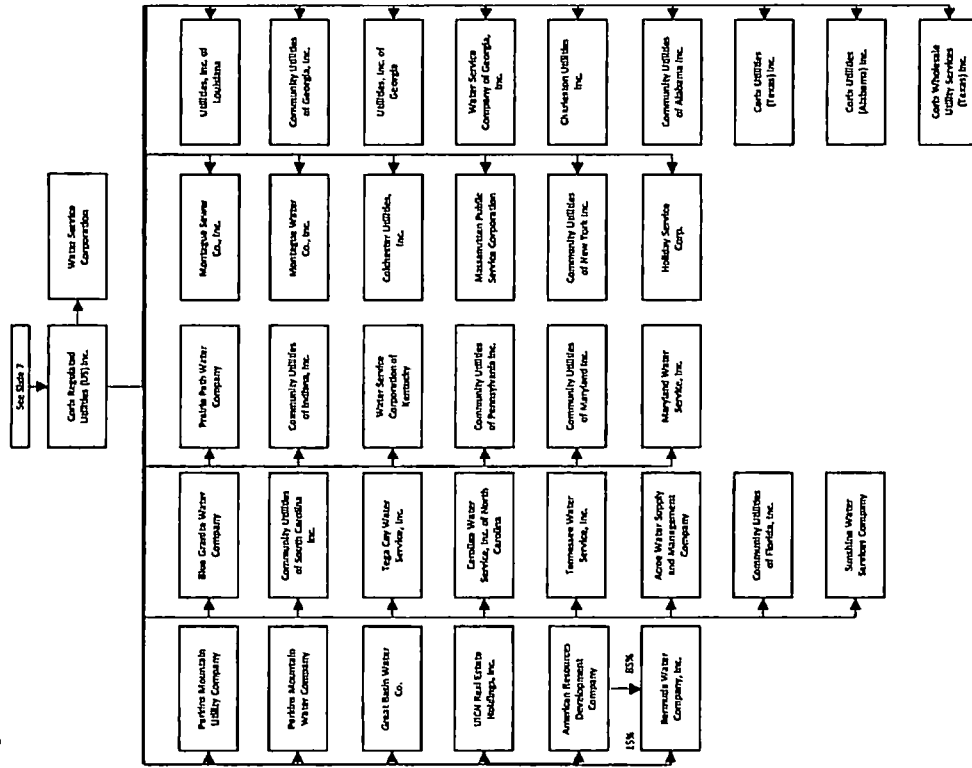 See Slide 7
Corix Regulated
Utilities (US) Inc.
Water Service
Corporation
Perkins Mountain
Utility Company
Perkins Mountain
Water Company
Great Basin Water
Co.
UICN Real Estate
Holdings, Inc.
American Resources
Development
Company
15%
85%
Bermuda Water
Company, Inc.
Blue Granite Water
Company
Community Utilities
of South Carolina
Inc.
Tega Cay Water
Service, Inc.
Carolina Water
Service, Inc. of North
Carolina
Tennessee Water
Service, Inc.
Acme Water Supply
and Management
Company
Community Utilities
of Florida, Inc.
Sunshine Water
Services Company
Prairie Path Water
Company
Community Utilities
of Indiana, Inc.
Water Service
Corporation of
Kentucky
Community Utilities
of Pennsylvania Inc.
Community Utilities
of Maryland Inc.
Maryland Water
Service, Inc.
Montague Sewer
Co., Inc.
Montague Water
Co., Inc.
Colchester Utilities,
Inc.
Massanutten Public
Service Corporation
Community Utilities
of New York Inc.
Holiday Service
Corp.
Utilities, Inc. of
Louisiana
Community Utilities
of Georgia, Inc.
Utilities, Inc. of
Georgia
Water Service
Company of Georgia,
Inc.
Charleston Utilities
Inc.
Community Utilities
of Alabama Inc.
Corix Utilities
(Texas) Inc.
Corix Utilities
(Alabama) Inc.
Corix Wholesale
Utility Services
(Texas) Inc.